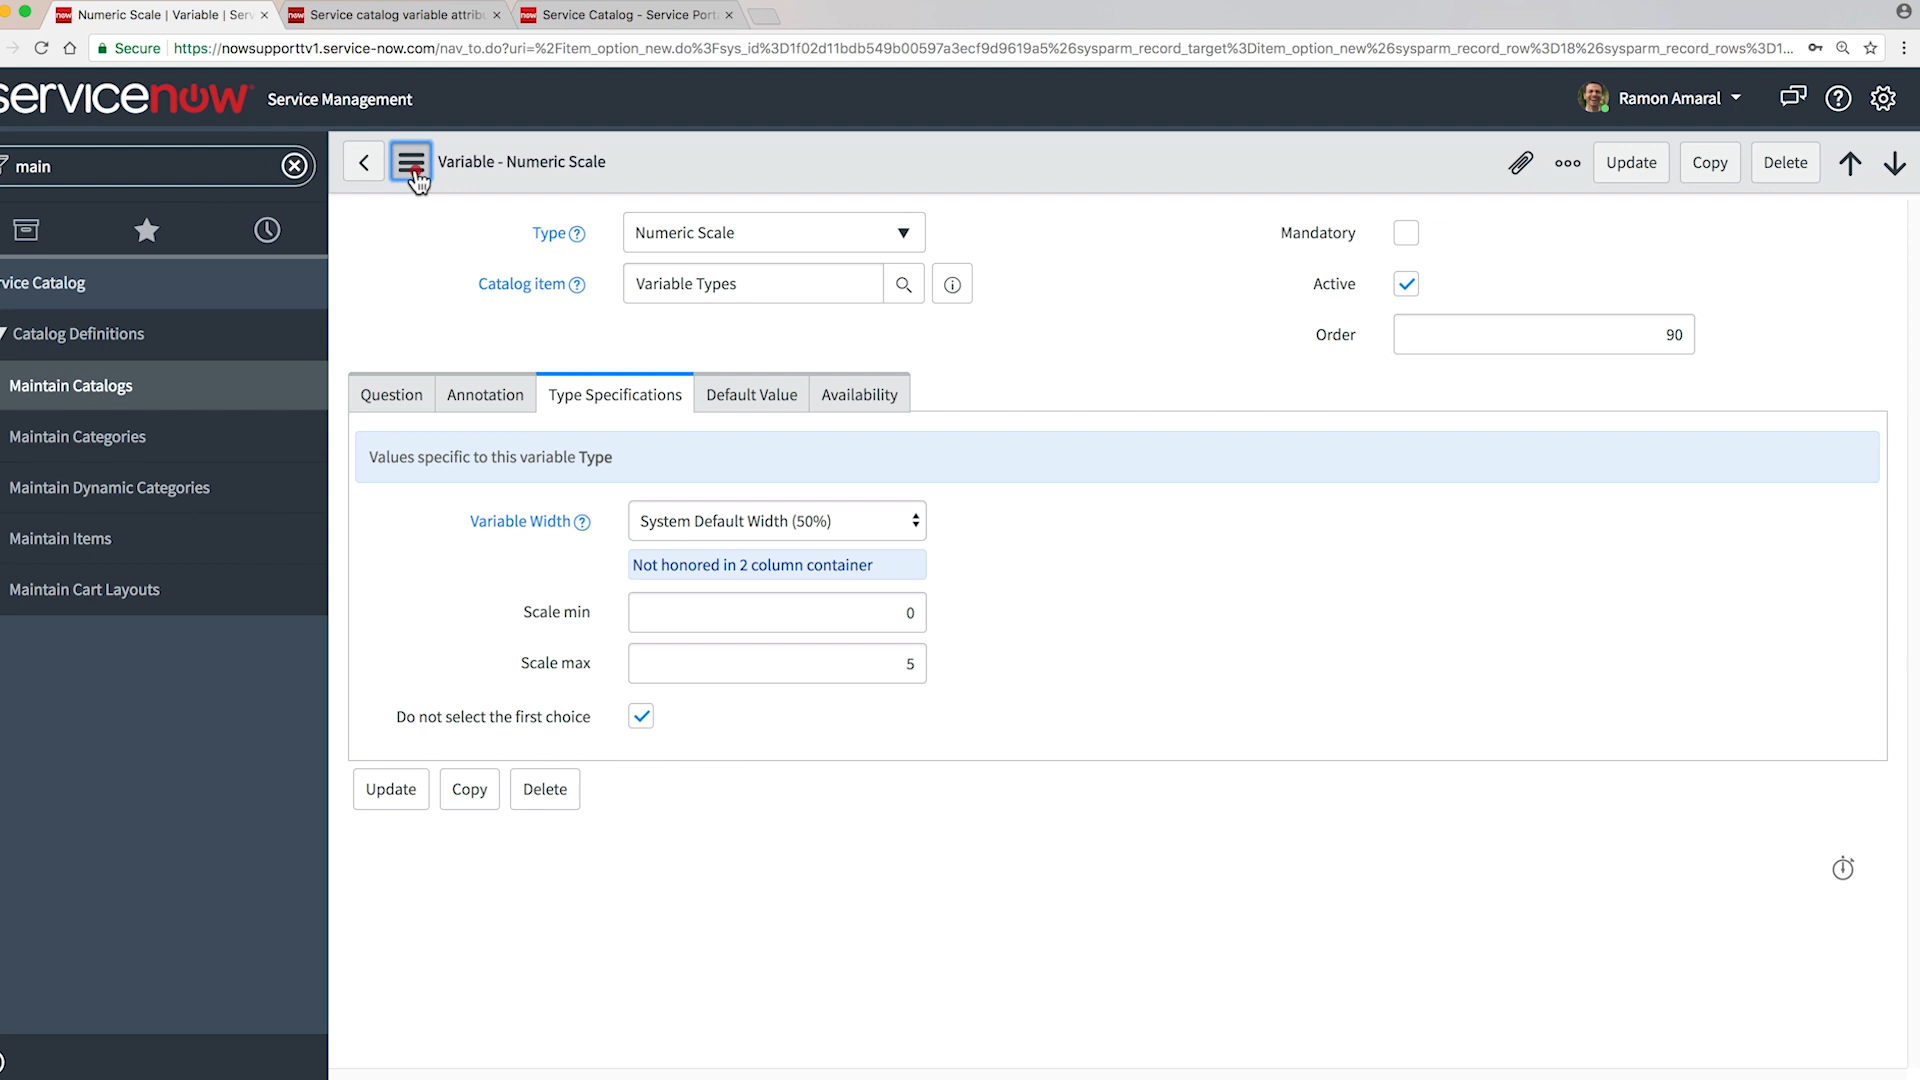 Numeric Scale | Variable | Serv
Service catalog variable attribu
Service Catalog - Service Port
Secure
https://nowsupporttv1.service-now.com/nav_to.do?uri=%2Fitem_option_new.do%3Fsys_id%3D1f02d11bdb549b00597a3ecf9d9619a5%26sysparm_record_target%3Ditem_option_new%26sysparm_record_row%3D18%26sysparm_record_rows%3D1...
servicenow
Service Management
Ramon Amaral
main
Variable - Numeric Scale
Update
Copy
Delete
Type
Numeric Scale
Mandatory
rvice Catalog
Catalog item
Variable Types
Active
Catalog Definitions
Order
90
Maintain Catalogs
Question
Annotation
Type Specifications
Default Value
Availability
Maintain Categories
Values specific to this variable Type
Maintain Dynamic Categories
Variable Width
System Default Width (50%)
Maintain Items
Not honored in 2 column container
Maintain Cart Layouts
Scale min
0
Scale max
5
Do not select the first choice
Update
Copy
Delete